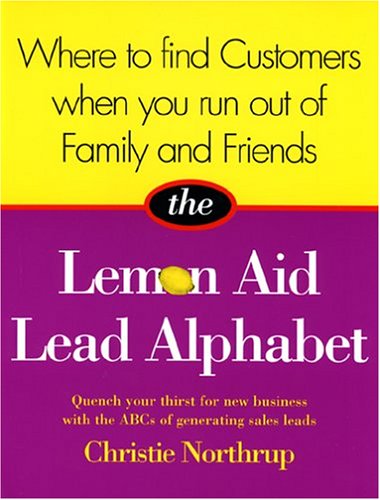 Where to find Customers
when you run out of
Family and Friends
the
Lemon Aid
Lead Alphabet
Quench your thirst for new business
with the ABCs of generating sales leads
Christie Northrup